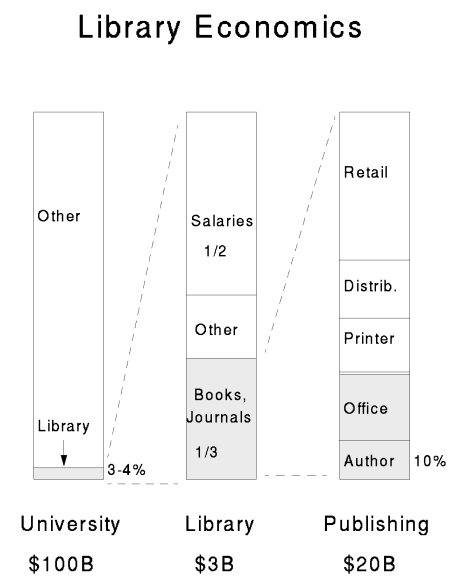 Library Economics
Other
Library
3-4%
Salaries
1/2
Other
Books,
Journals
1/3
Retail
Distrib.
Printer
Office
Author 10%
University Library Publishing
$100B $3B $20B